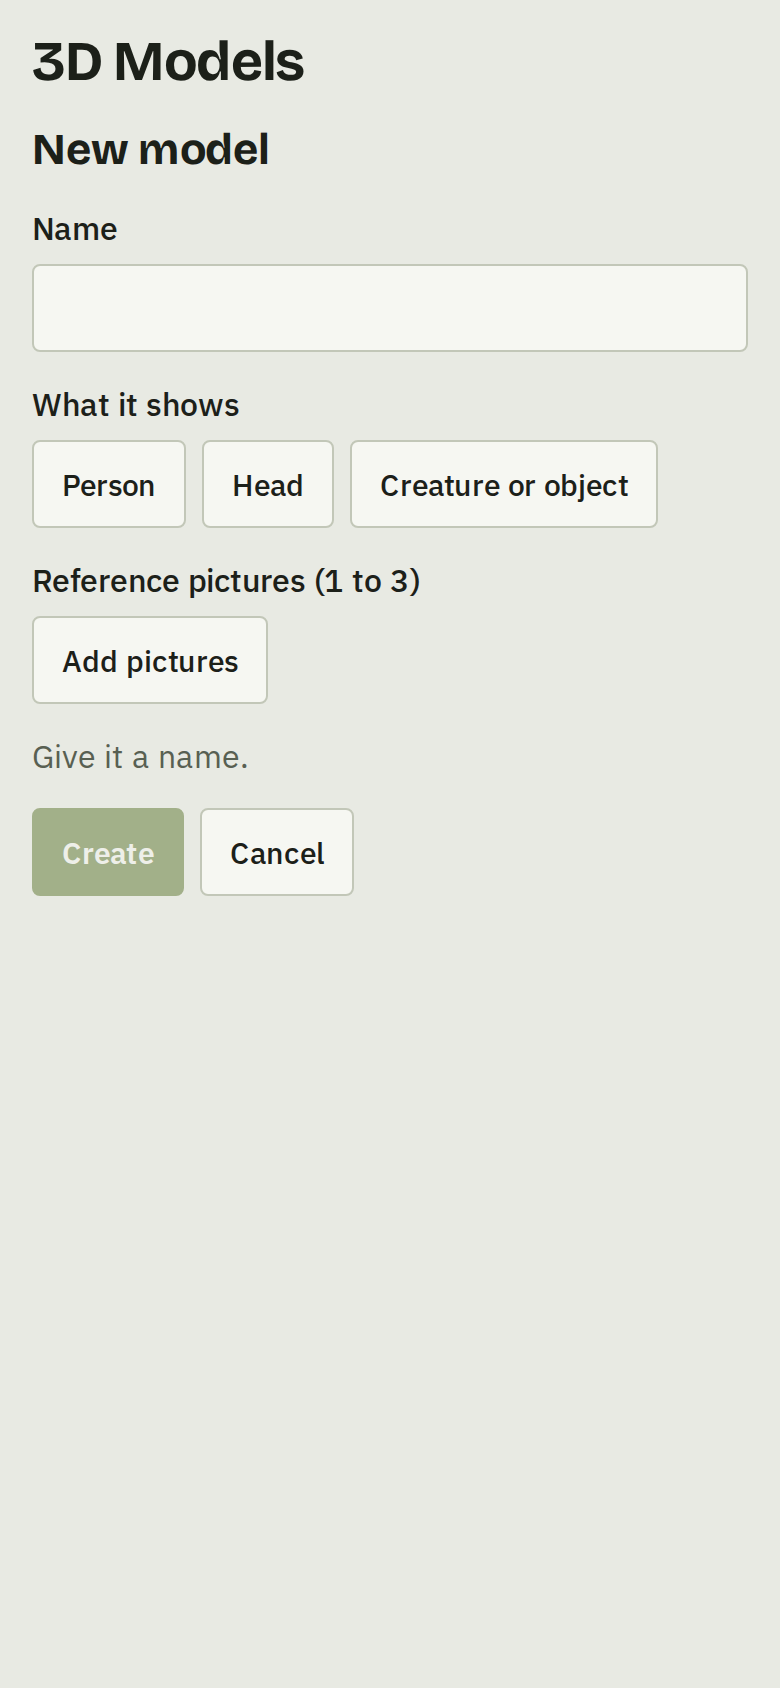 3D Models
New model
Name
What it shows
Person Head Creature or object
Reference pictures (1 to 3)
Add pictures
Give it a name.
Create Cancel